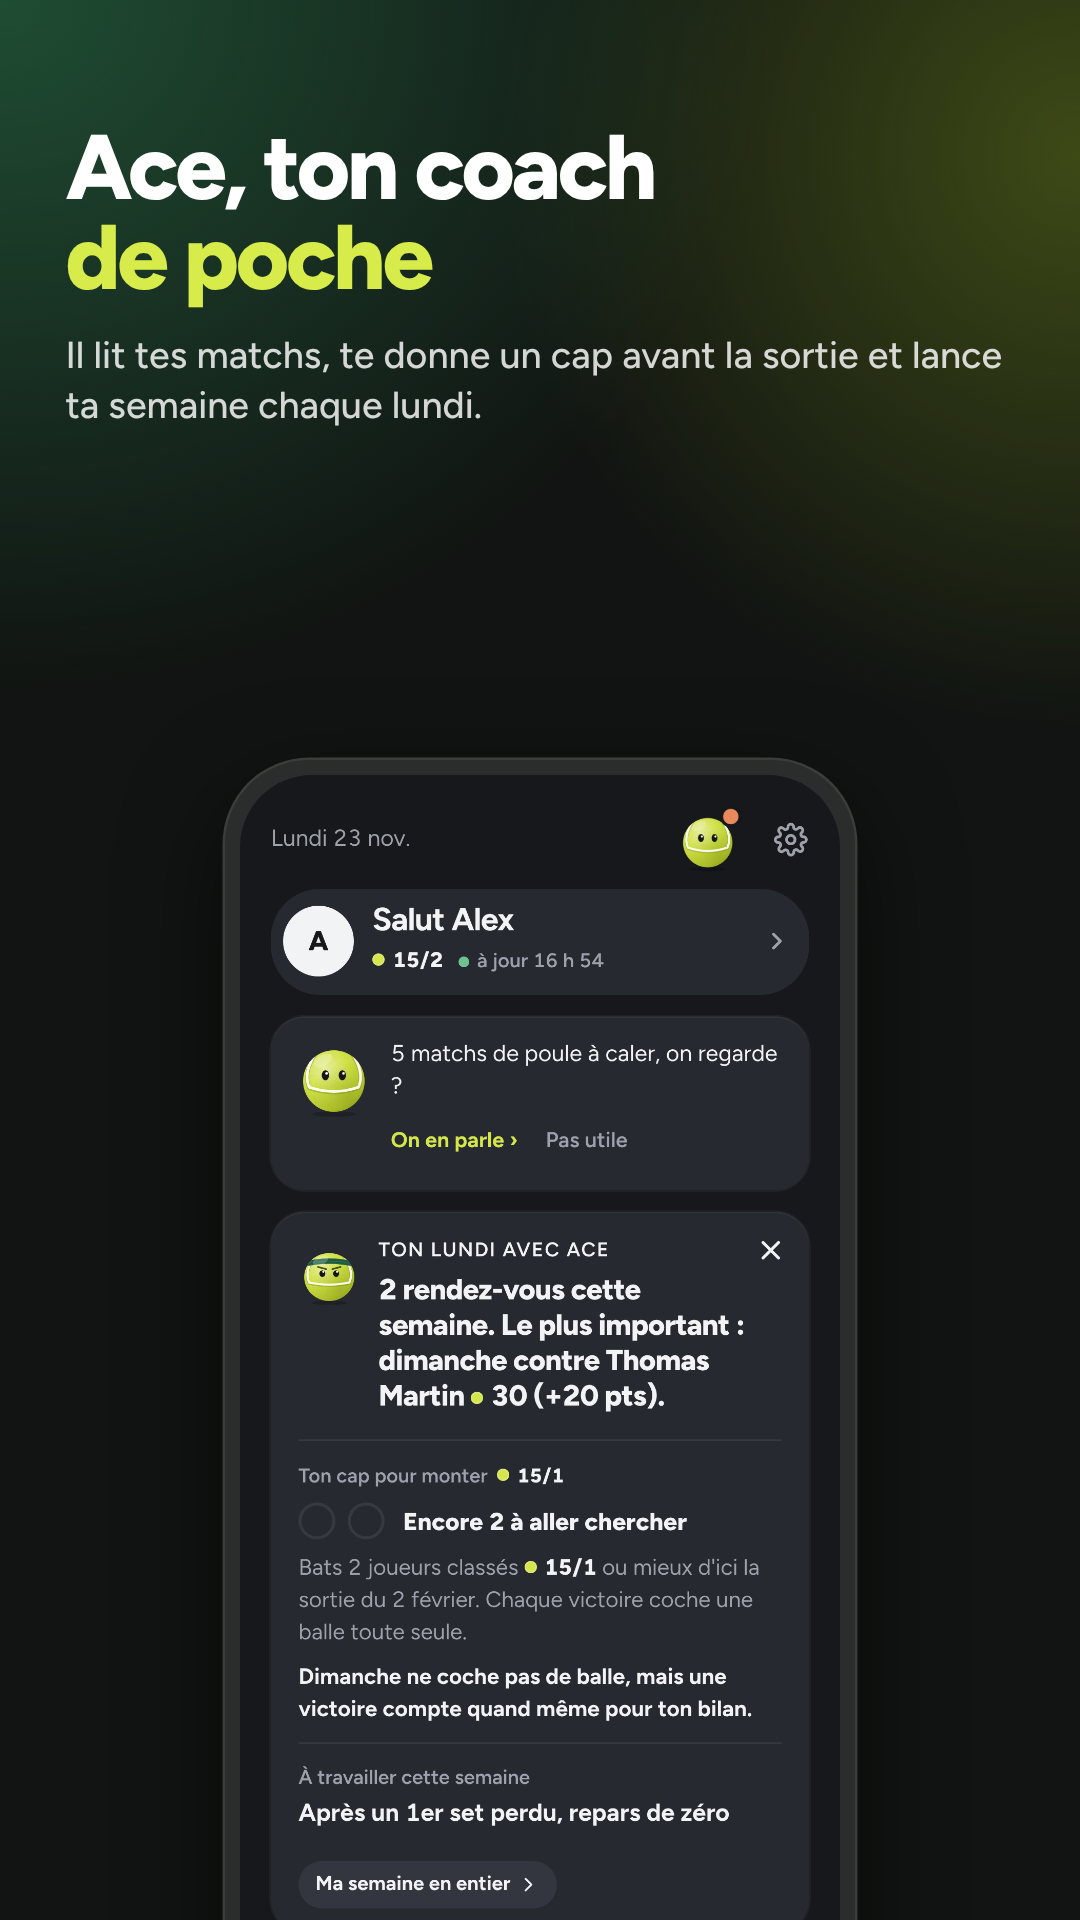 Ace, ton coach
de poche
Il lit tes matchs, te donne un cap avant la sortie et lance
ta semaine chaque lundi.
Lundi 23 nov.
A
Salut Alex
15/2 à jour 16 h 54
5 matchs de poule à caler, on regarde
?
On en parle › Pas utile
TON LUNDI AVEC ACE
2 rendez-vous cette
semaine. Le plus important :
dimanche contre Thomas
Martin 30 (+20 pts).
Ton cap pour monter 15/1
Encore 2 à aller chercher
Bats 2 joueurs classés 15/1 ou mieux d'ici la
sortie du 2 février. Chaque victoire coche une
balle toute seule.
Dimanche ne coche pas de balle, mais une
victoire compte quand même pour ton bilan.
À travailler cette semaine
Après un 1er set perdu, repars de zéro
Ma semaine en entier